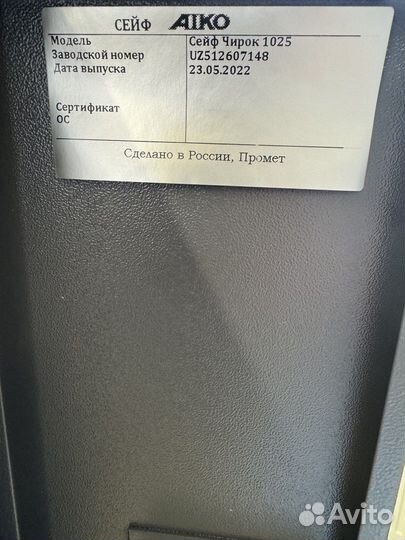 СЕЙФ AIKO
Модель Сейф Чирок 1025
Заводской номер UZ512607148
Дата выпуска 23.05.2022
Сертификат
ОС
Сделано в России, Промет
Avito